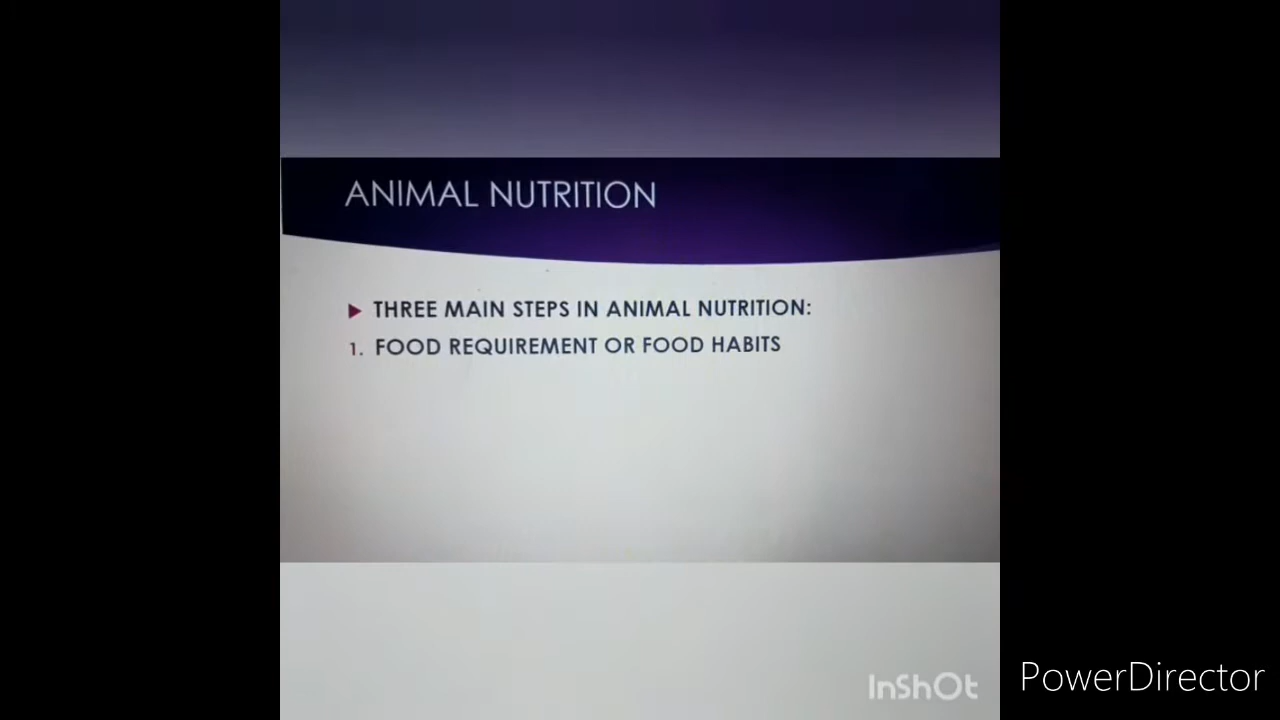 ANIMAL NUTRITION
▶ THREE MAIN STEPS IN ANIMAL NUTRITION:
1. FOOD REQUIREMENT OR FOOD HABITS
InShOt
PowerDirector